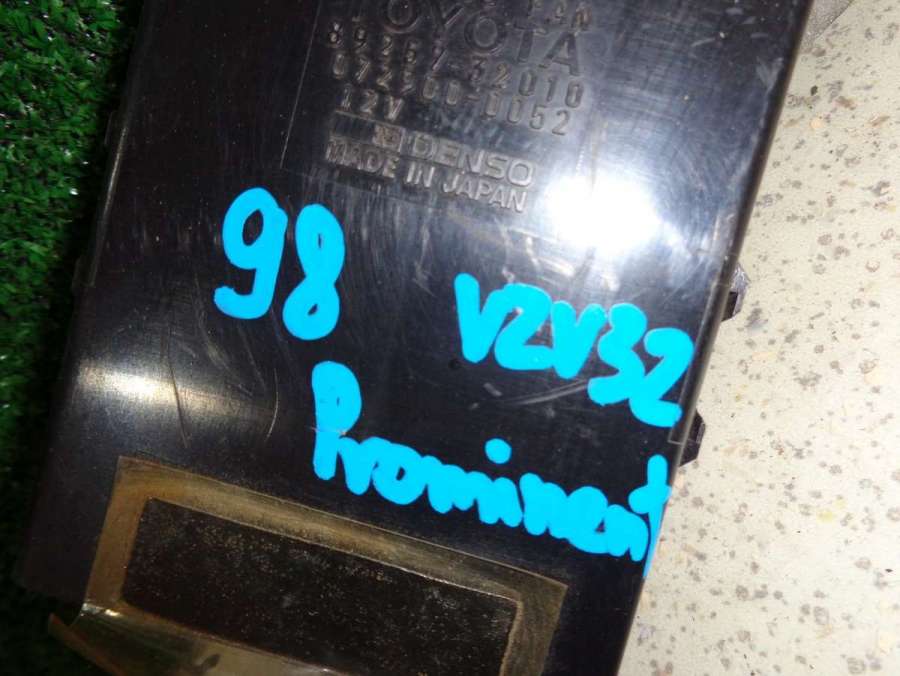 TOYOTA
89257-32010
072500-0052
12V
DENSO
MADE IN JAPAN
98
VZV32
Prominent